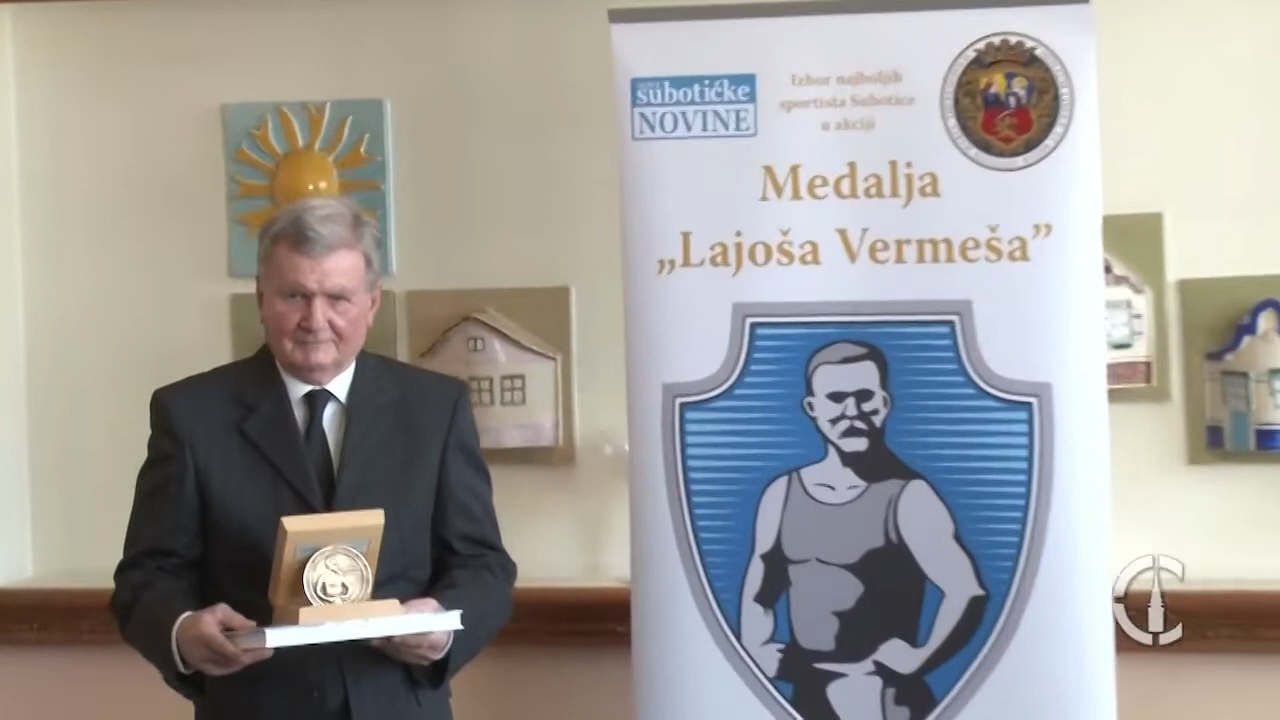 subotičke
NOVINE
Izbor najboljih
sportista Subotice
u akciji
Medalja
„Lajoša Vermeša”